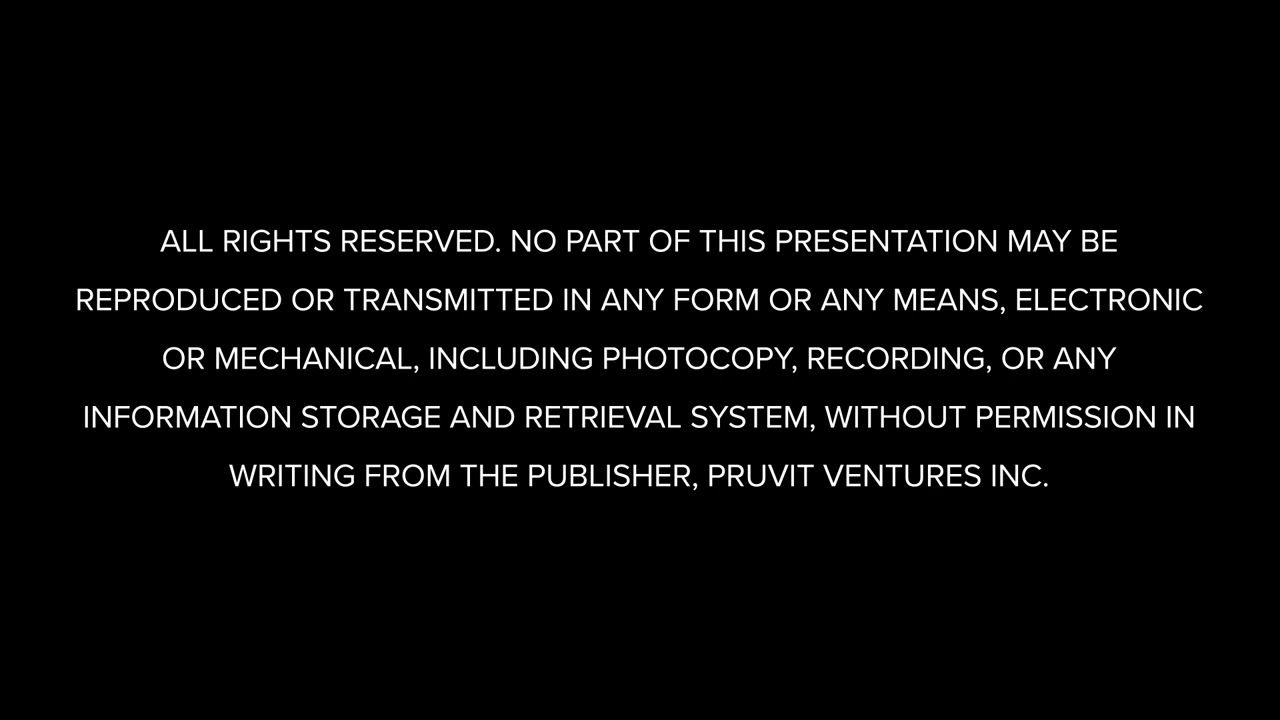 ALL RIGHTS RESERVED. NO PART OF THIS PRESENTATION MAY BE
REPRODUCED OR TRANSMITTED IN ANY FORM OR ANY MEANS, ELECTRONIC
OR MECHANICAL, INCLUDING PHOTOCOPY, RECORDING, OR ANY
INFORMATION STORAGE AND RETRIEVAL SYSTEM, WITHOUT PERMISSION IN
WRITING FROM THE PUBLISHER, PRUVIT VENTURES INC.